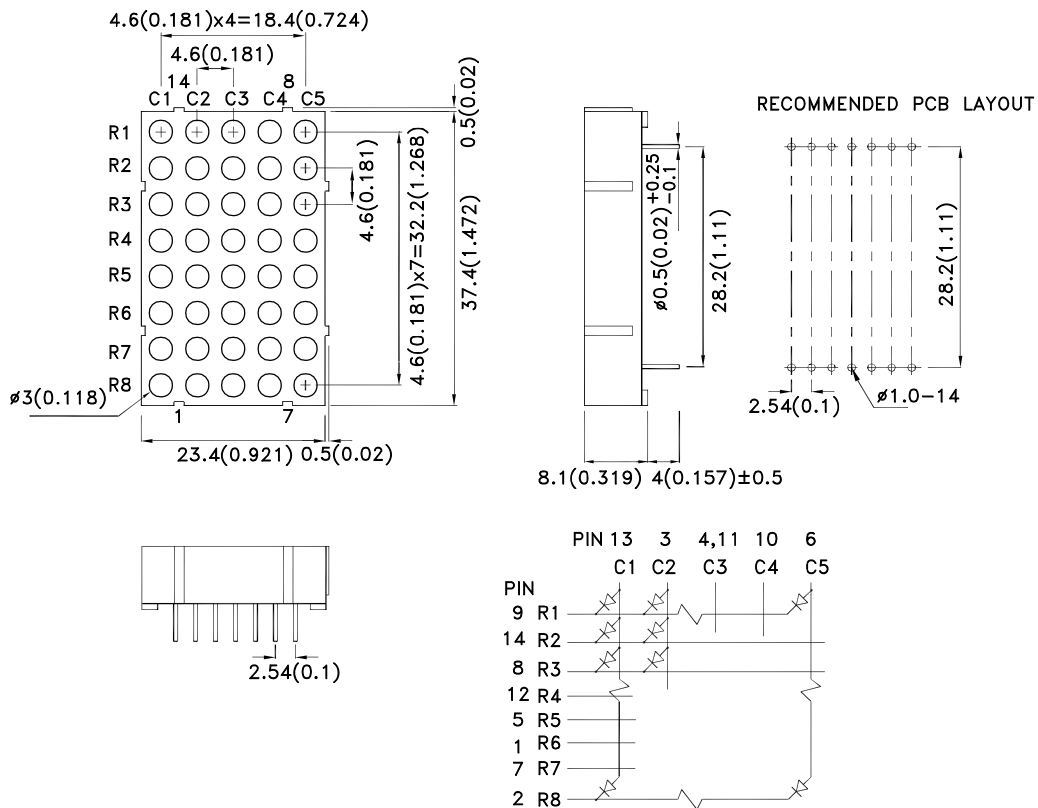 4.6(0.181)x4=18.4(0.724)
4.6(0.181)
14 8
C1 C2 C3 C4 C5
R1
R2
R3
R4
R5
R6
R7
R8
ø3(0.118)
1 7
23.4(0.921) 0.5(0.02)
0.5(0.02)
4.6(0.181)
4.6(0.181)x7=32.2(1.268)
37.4(1.472)
ø0.5(0.02)+0.25 -0.1
28.2(1.11)
8.1(0.319) 4(0.157)±0.5
RECOMMENDED PCB LAYOUT
28.2(1.11)
2.54(0.1)
ø1.0-14
2.54(0.1)
PIN 13 3 4,11 10 6
C1 C2 C3 C4 C5
PIN
9 R1
14 R2
8 R3
12 R4
5 R5
1 R6
7 R7
2 R8